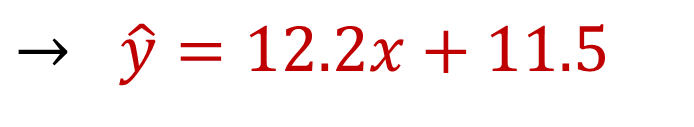 → ŷ = 12.2x + 11.5